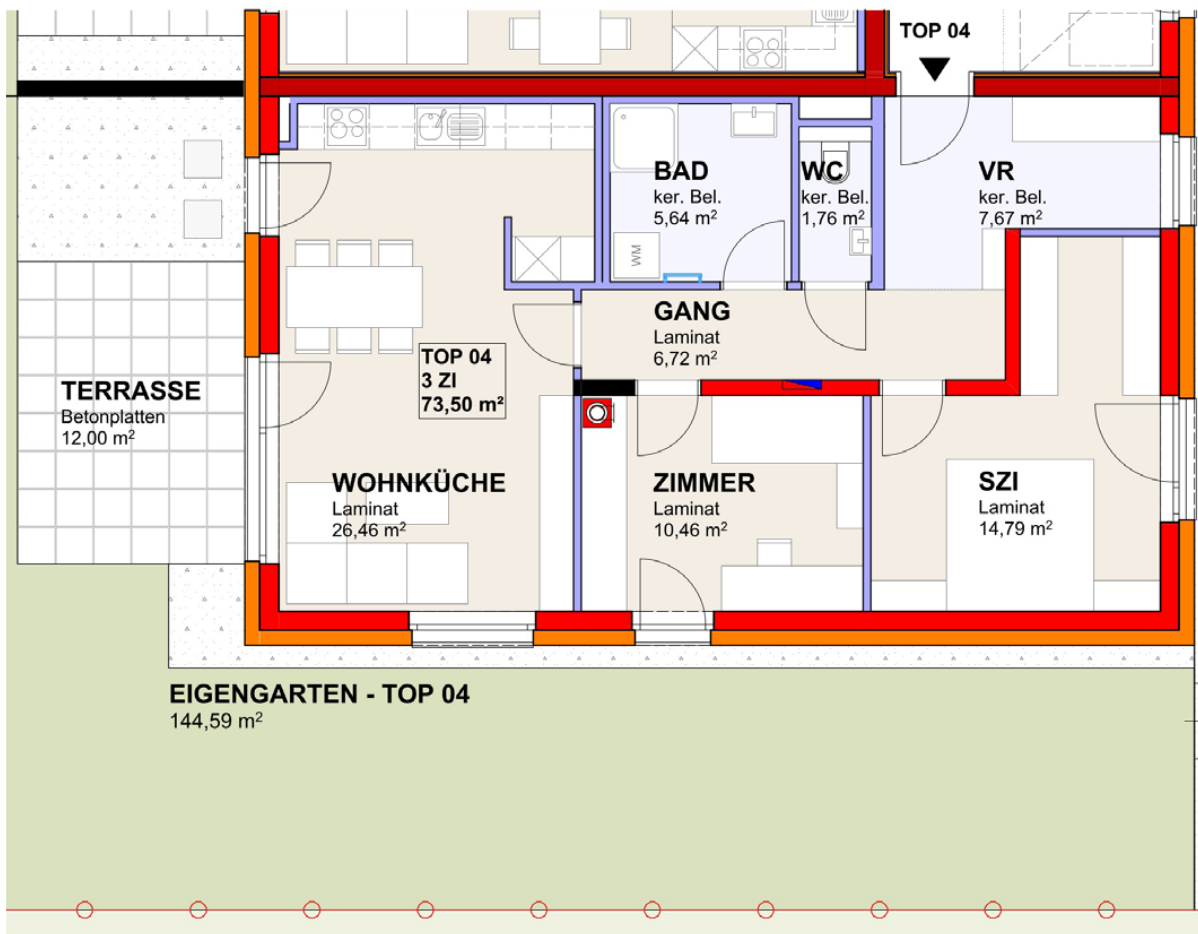 TOP 04
BAD
ker. Bel.
5,64 m²
WC
ker. Bel.
1,76 m²
VR
ker. Bel.
7,67 m²
WM
GANG
Laminat
6,72 m²
TOP 04
3 ZI
73,50 m²
TERRASSE
Betonplatten
12,00 m²
WOHNKÜCHE
Laminat
26,46 m²
ZIMMER
Laminat
10,46 m²
SZI
Laminat
14,79 m²
EIGENGARTEN - TOP 04
144,59 m²